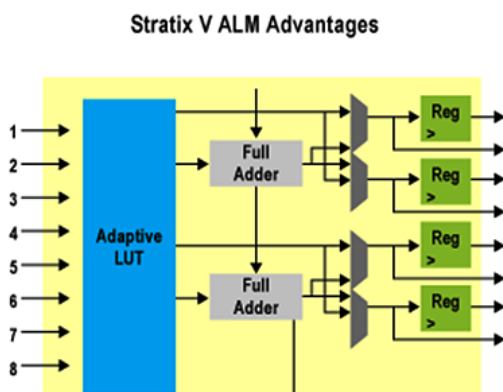 Stratix V ALM Advantages
1
2
3
4
5
6
7
8
Adaptive
LUT
Full
Adder
Full
Adder
Reg
>
Reg
>
Reg
>
Reg
>